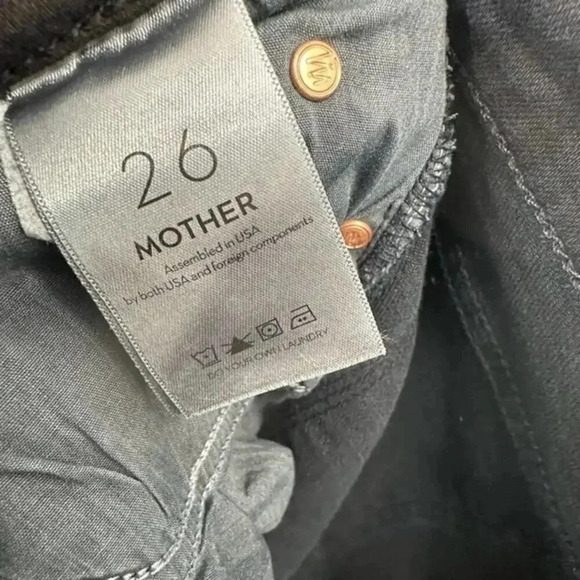 26
MOTHER
Assembled in USA
by both USA and foreign components
DO YOUR OWN LAUNDRY